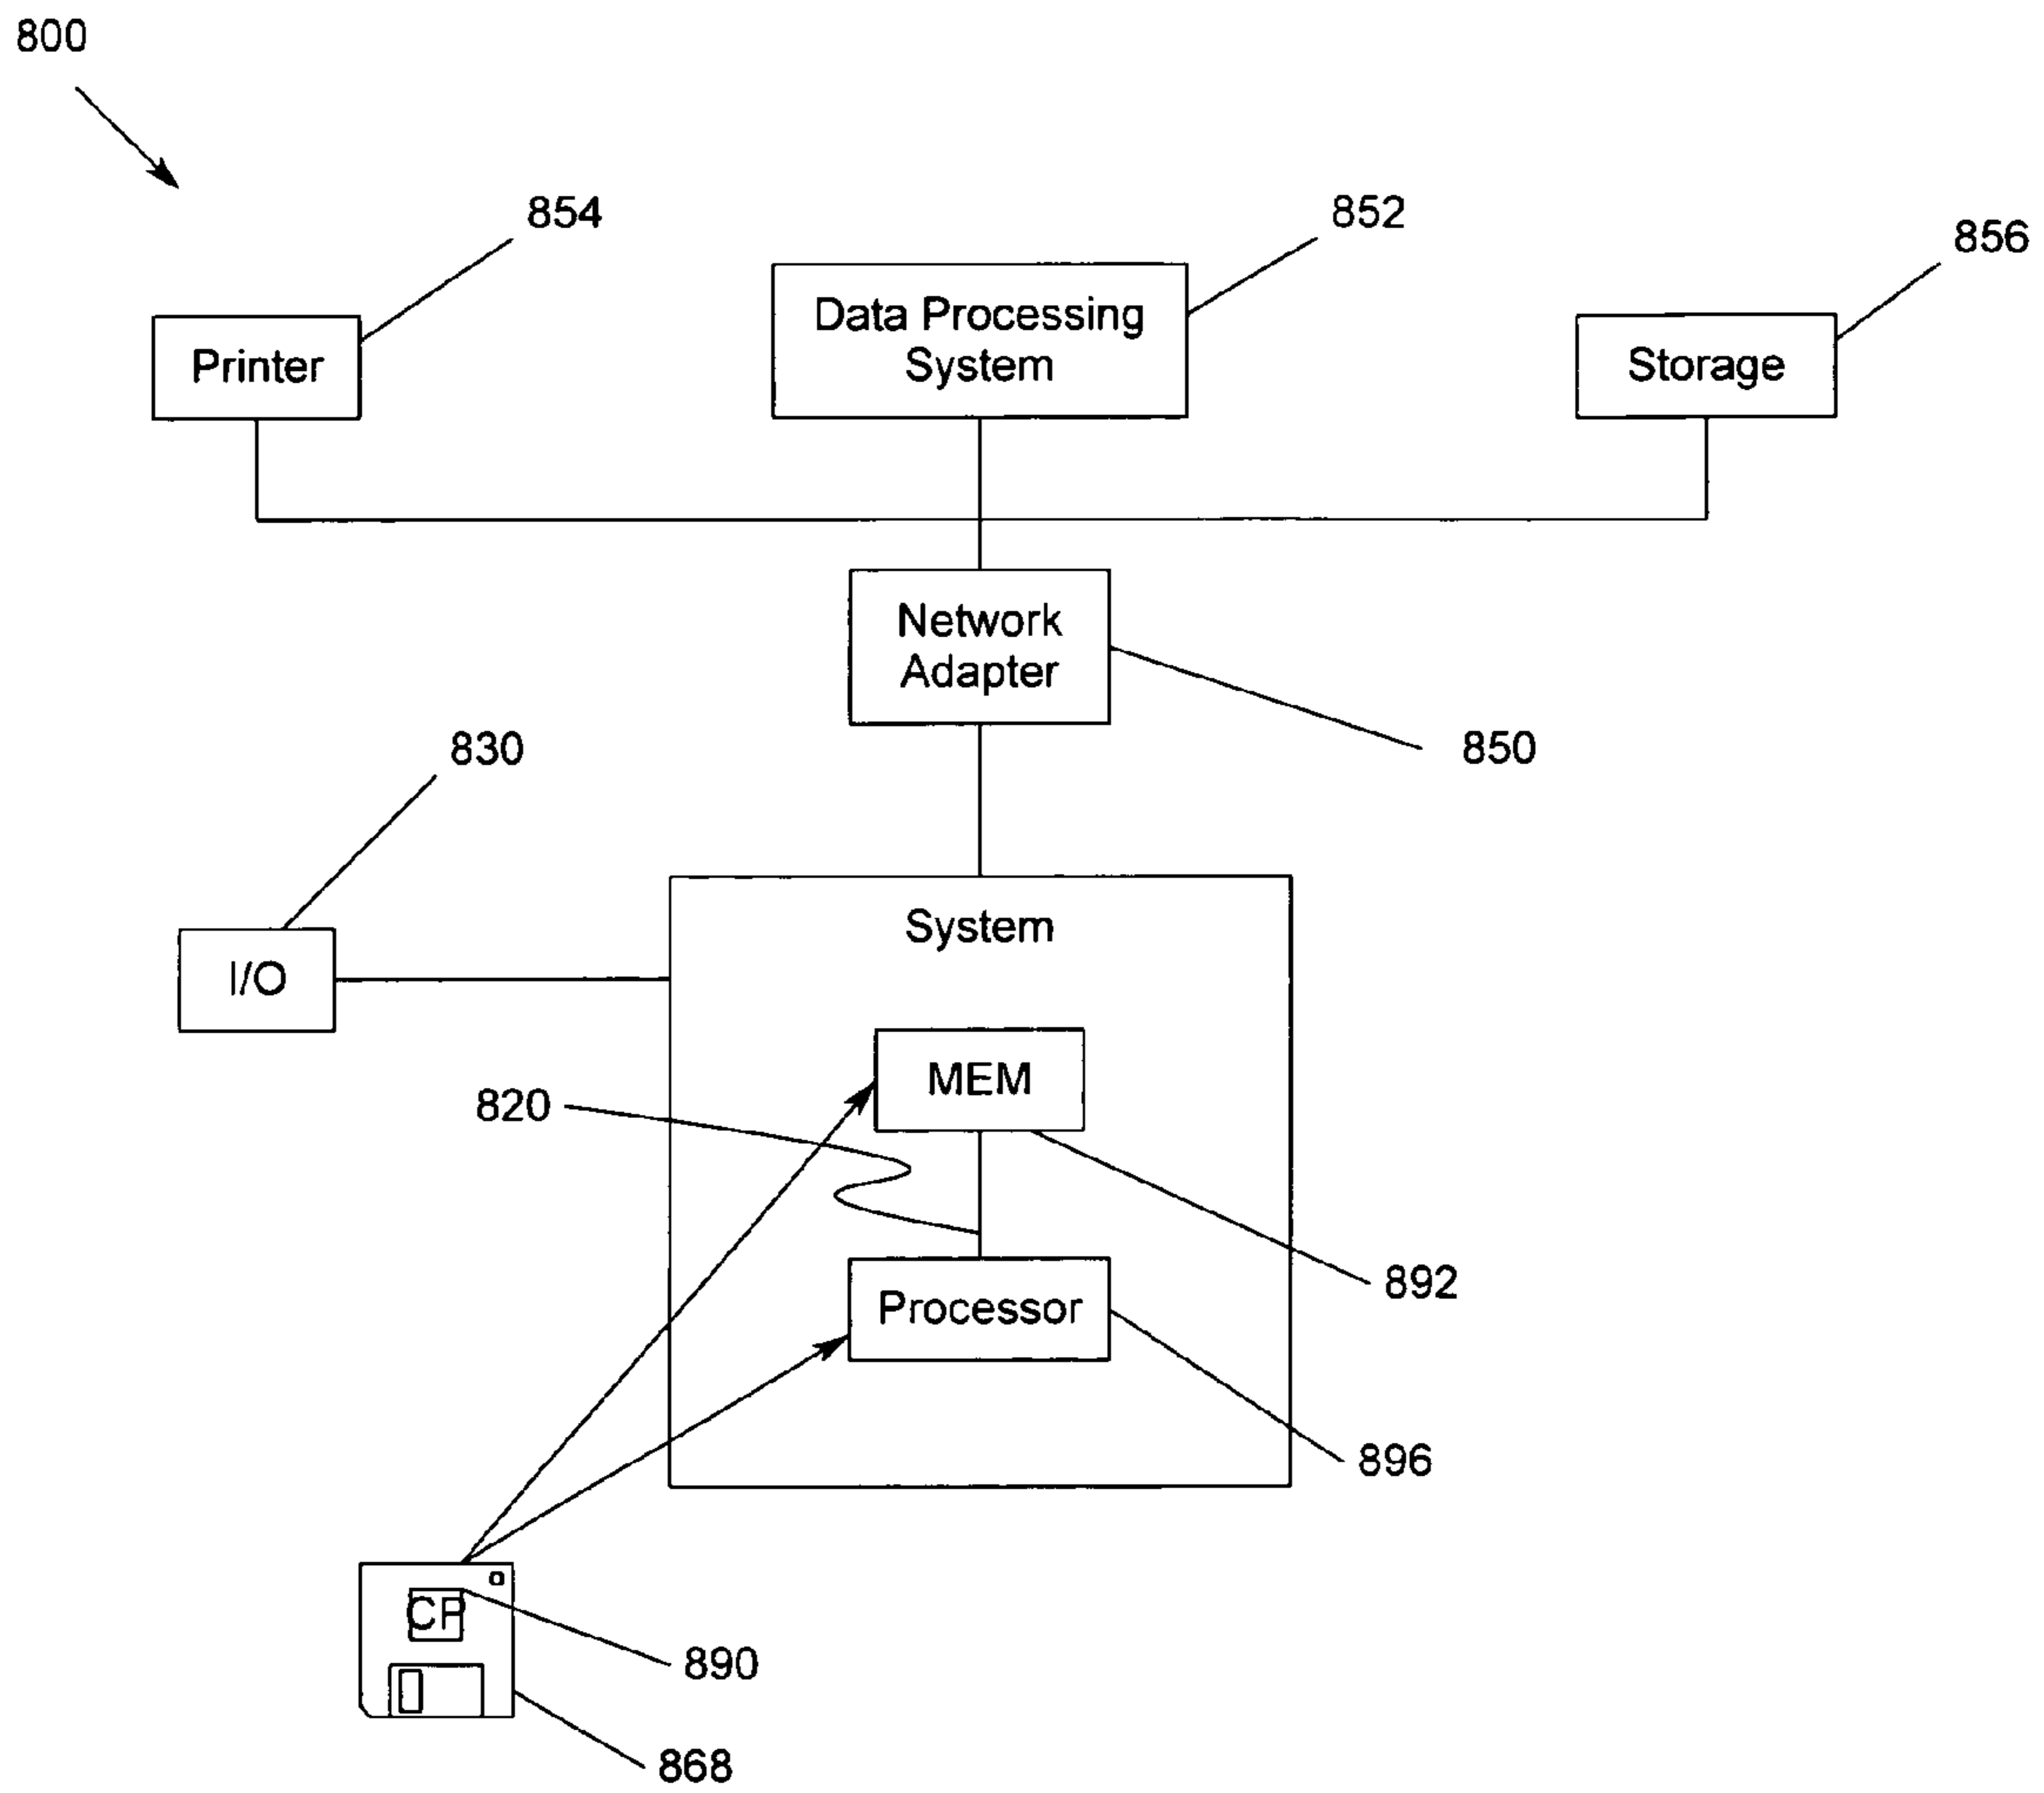 800
854
852
856
Printer
Data Processing
System
Storage
Network
Adapter
850
830
System
I/O
MEM
820
892
Processor
896
CP
890
868